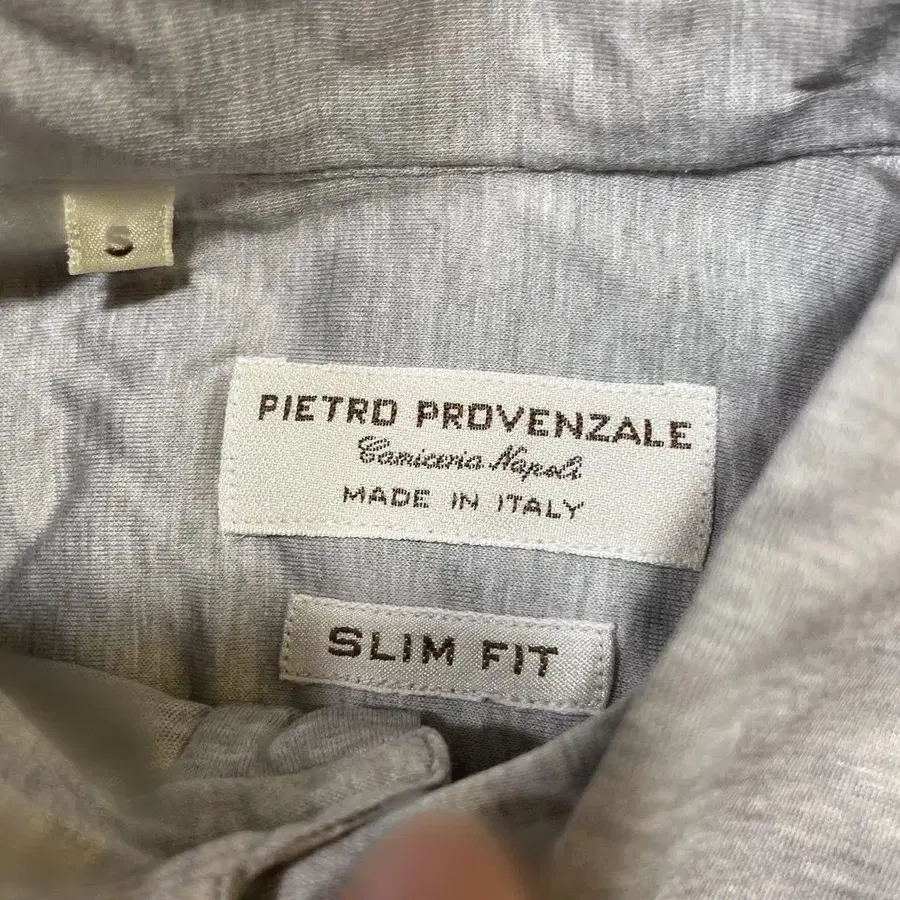 S
PIETRO PROVENZALE
Camiceria Napoli
MADE IN ITALY
SLIM FIT